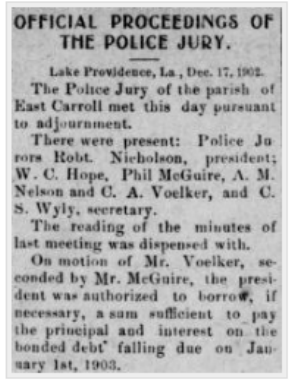 OFFICIAL PROCEEDINGS OF
THE POLICE JURY.
Lake Providence, La., Dec. 17, 1902.
The Police Jury of the parish of
East Carroll met this day pursuant
to adjournment.
There were present: Police Ju
rors Robt. Nicholson, president;
W. C. Hope, Phil McGuire, A. M.
Nelson and C. A. Voelker, and C.
S. Wyly, secretary.
The reading of the minutes of
last meeting was dispensed with.
On motion of Mr. Voelker, se-
conded by Mr. McGuire, the presi-
dent was authorized to borrow, if
necessary, a sum sufficient to pay
the principal and interest on the
bonded debt falling due on Jan-
uary 1st, 1903.